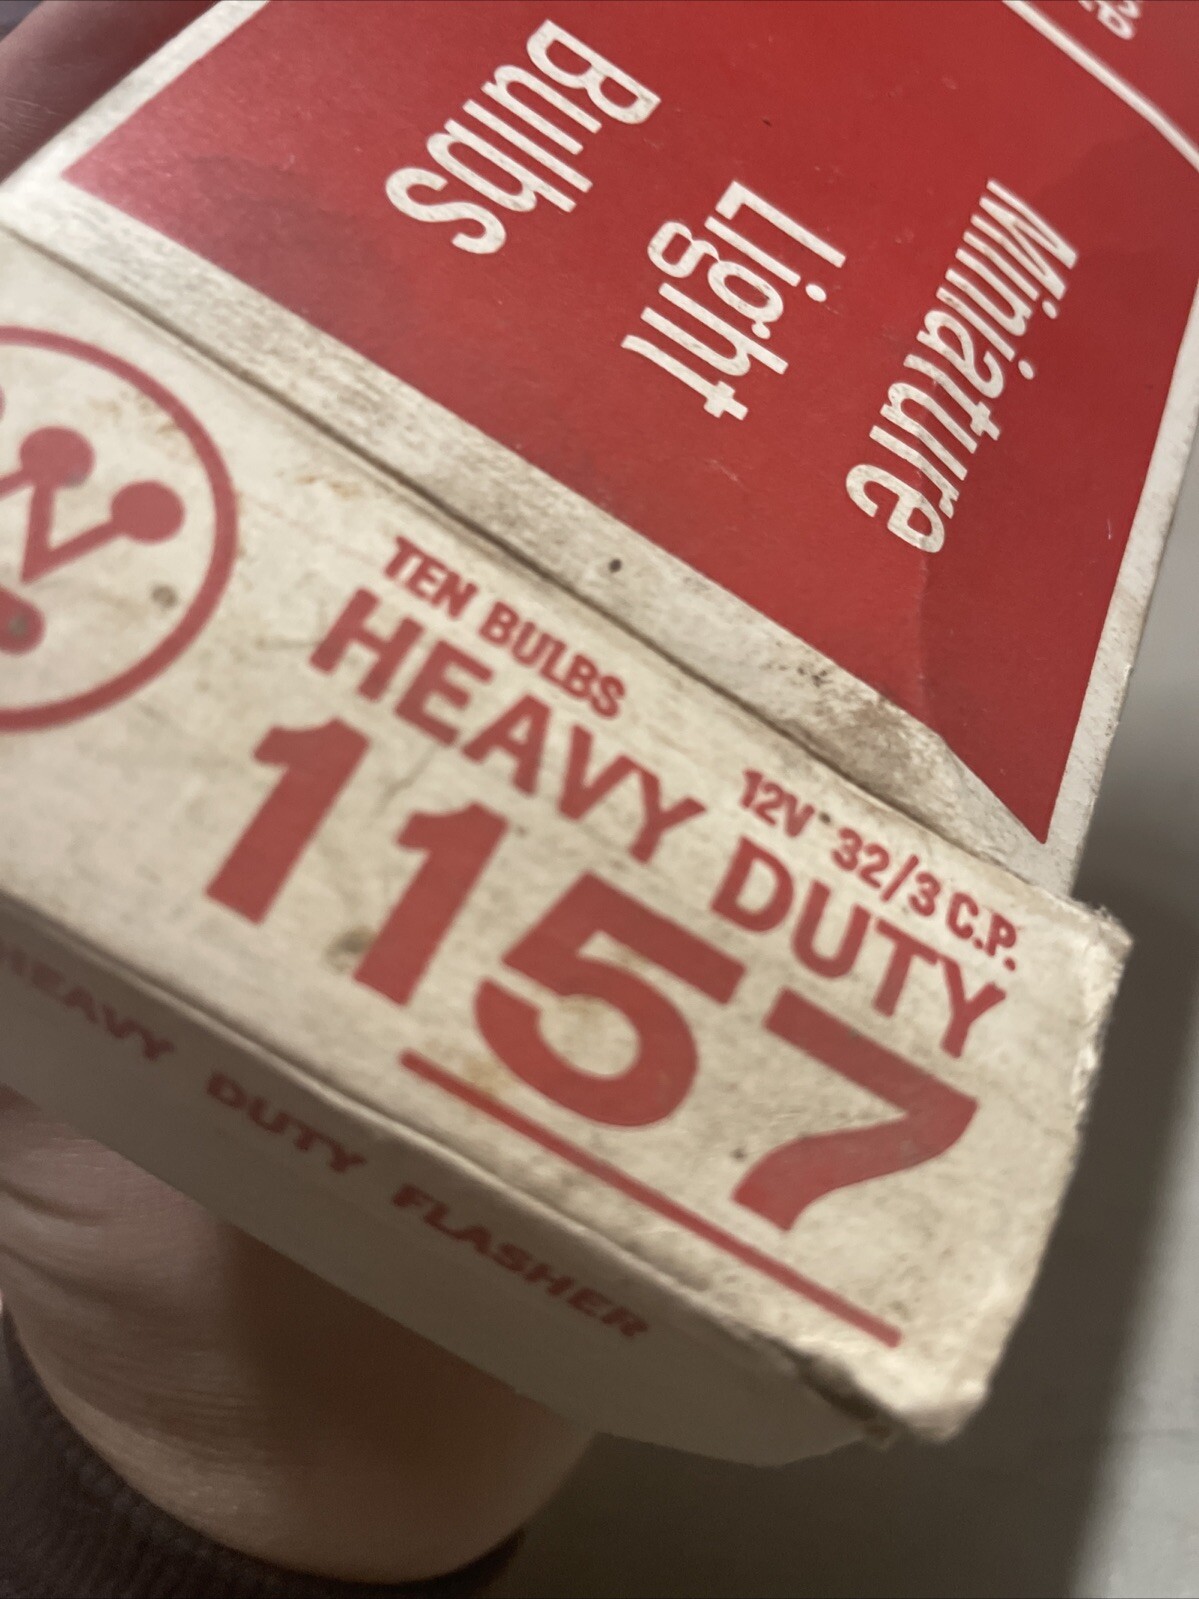 Miniature
Light
Bulbs
TEN BULBS
12V 32/3 C.P.
HEAVY DUTY
1157
HEAVY DUTY FLASHER